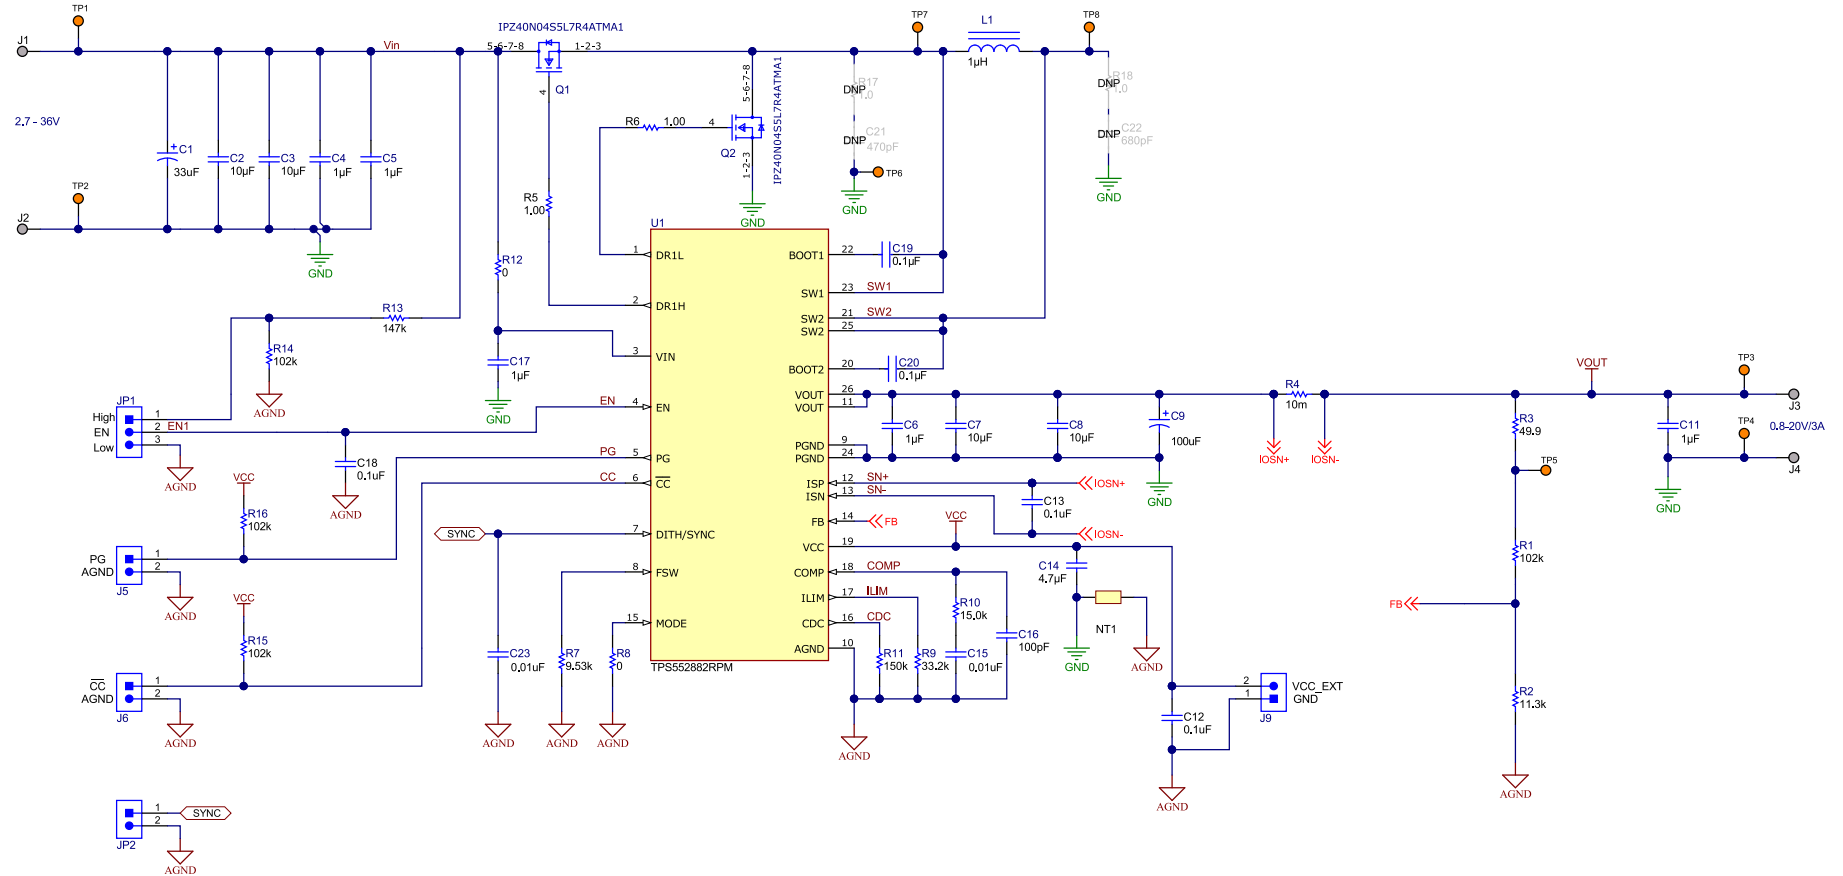 TP1
J1
Vin
5-6-7-8
IPZ40N04S5L7R4ATMA1
1-2-3
4
Q1
TP7
L1
1µH
TP8
2.7 - 36V
C1
33uF
C2
10µF
C3
10µF
C4
1µF
C5
1µF
TP2
J2
GND
R6
1.00
4
Q2
5-6-7-8
1-2-3
IPZ40N04S5L7R4ATMA1
GND
R17
DNP
1.0
C21
DNP
470pF
TP6
GND
R18
DNP
1.0
C22
DNP
680pF
GND
R5
1.00
R12
0
C17
1µF
GND
R13
147k
R14
102k
AGND
JP1
High
EN
Low
1
2
3
EN1
AGND
C18
0.1uF
AGND
VCC
R16
102k
PG
AGND
1
2
J5
AGND
VCC
R15
102k
CC
AGND
1
2
J6
AGND
1
2
SYNC
JP2
AGND
U1
1
DR1L
2
DR1H
3
VIN
EN
4
EN
PG
5
PG
CC
6
CC
SYNC
7
DITH/SYNC
8
FSW
15
MODE
TPS552882RPM
C23
0.01uF
AGND
R7
9.53k
AGND
R8
0
AGND
BOOT1
22
C19
0.1µF
SW1
23
SW1
SW2
21
SW2
SW2
25
BOOT2
20
C20
0.1µF
VOUT
26
VOUT
11
PGND
9
PGND
24
ISP
12
SN+
ISN
13
SN-
FB
14
FB
VCC
19
COMP
18
COMP
ILIM
17
ILIM
CDC
16
CDC
AGND
10
C6
1µF
C7
10µF
C8
10µF
C9
100uF
GND
IOSN+
C13
0.1uF
IOSN-
VCC
C14
4.7µF
GND
NT1
AGND
R10
15.0k
C16
100pF
R11
150k
R9
33.2k
C15
0.01uF
AGND
R4
10m
IOSN+
IOSN-
2
1
VCC_EXT
GND
J9
C12
0.1uF
AGND
VOUT
R3
49.9
TP5
R1
102k
FB
R2
11.3k
AGND
C11
1µF
GND
TP3
J3
TP4
0.8-20V/3A
J4